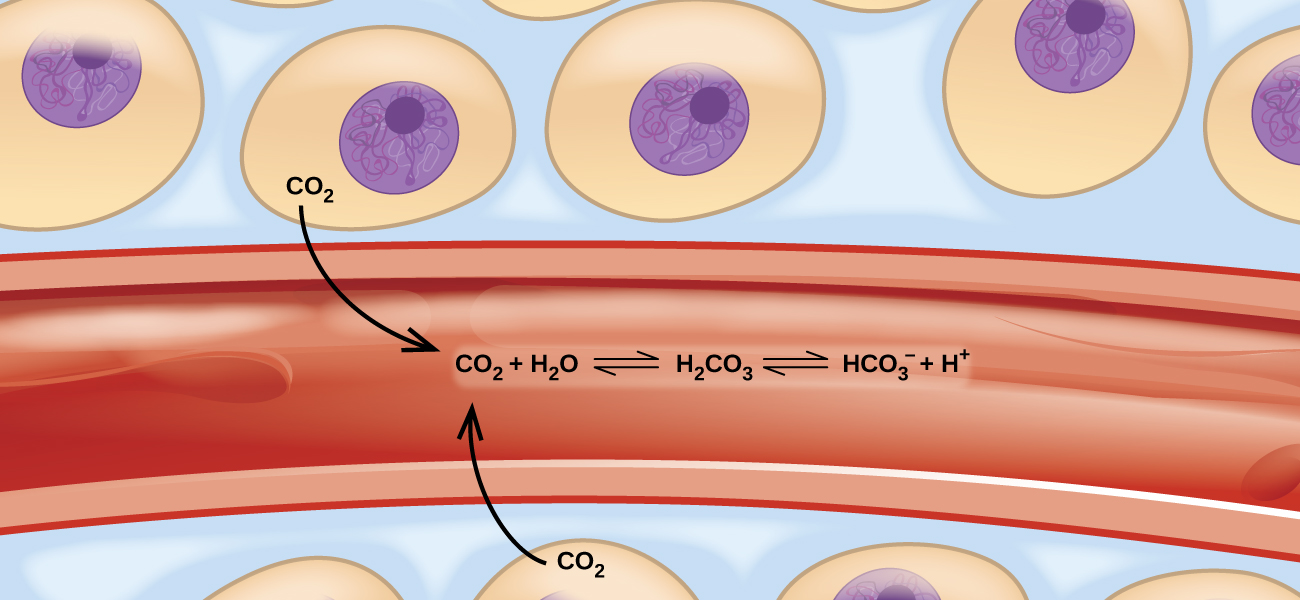 CO₂
CO₂ + H₂O ⇌ H₂CO₃ ⇌ HCO₃⁻ + H⁺
CO₂